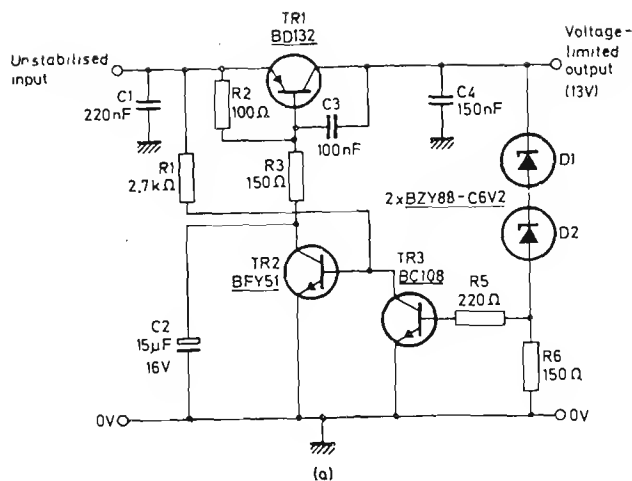 TR1
BD132
Unstabilised
input
Voltage-
limited
output
(13V)
C1
220nF
R2
100Ω
C3
100nF
C4
150nF
R1
2,7kΩ
R3
150Ω
D1
2xBZY88-C6V2
D2
TR2
BFY51
TR3
BC108
R5
220Ω
C2
15μF
16V
R6
150Ω
0V
0V
(a)